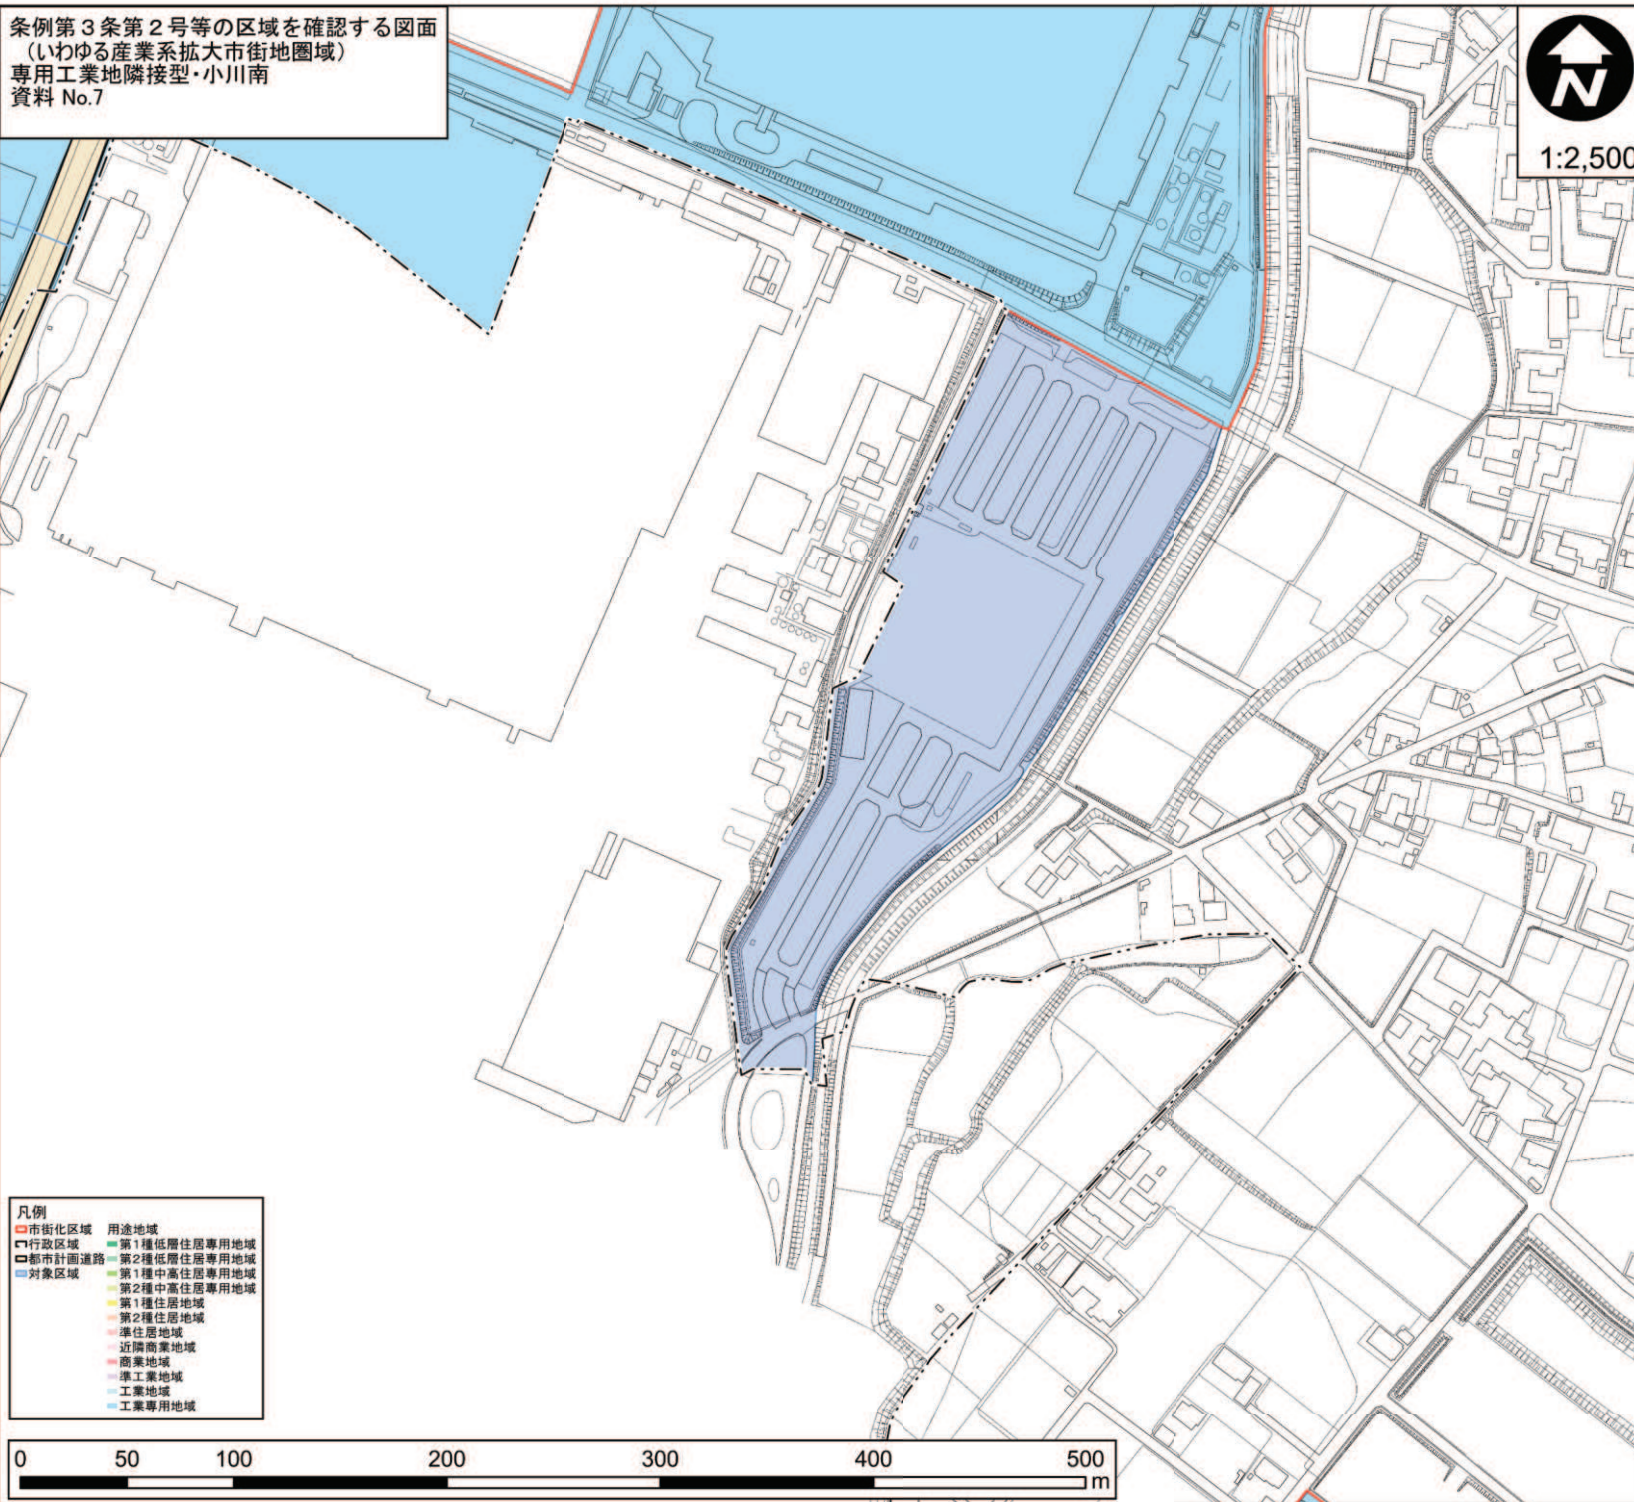 条例第３条第２号等の区域を確認する図面
（いわゆる産業系拡大市街地圏域）
専用工業地隣接型・小川南
資料 No.7
N
1:2,500
凡例
市街化区域 用途地域
行政区域 第1種低層住居専用地域
都市計画道路 第2種低層住居専用地域
対象区域 第1種中高住居専用地域
第2種中高住居専用地域
第1種住居地域
第2種住居地域
準住居地域
近隣商業地域
商業地域
準工業地域
工業地域
工業専用地域
0 50 100 200 300 400 500
m